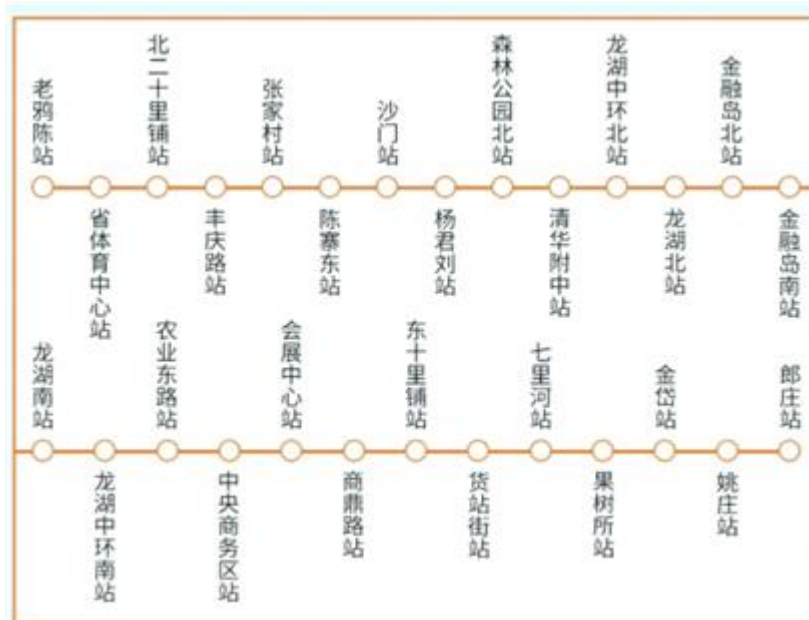 老鸦陈站
省体育中心站
北二十里铺站
丰庆路站
张家村站
陈寨东站
沙门站
杨君刘站
森林公园北站
清华附中站
龙湖中环北站
龙湖北站
金融岛北站
金融岛南站
龙湖南站
龙湖中环南站
农业东路站
中央商务区站
会展中心站
商鼎路站
东十里铺站
货站街站
七里河站
果树所站
金岱站
姚庄站
郎庄站